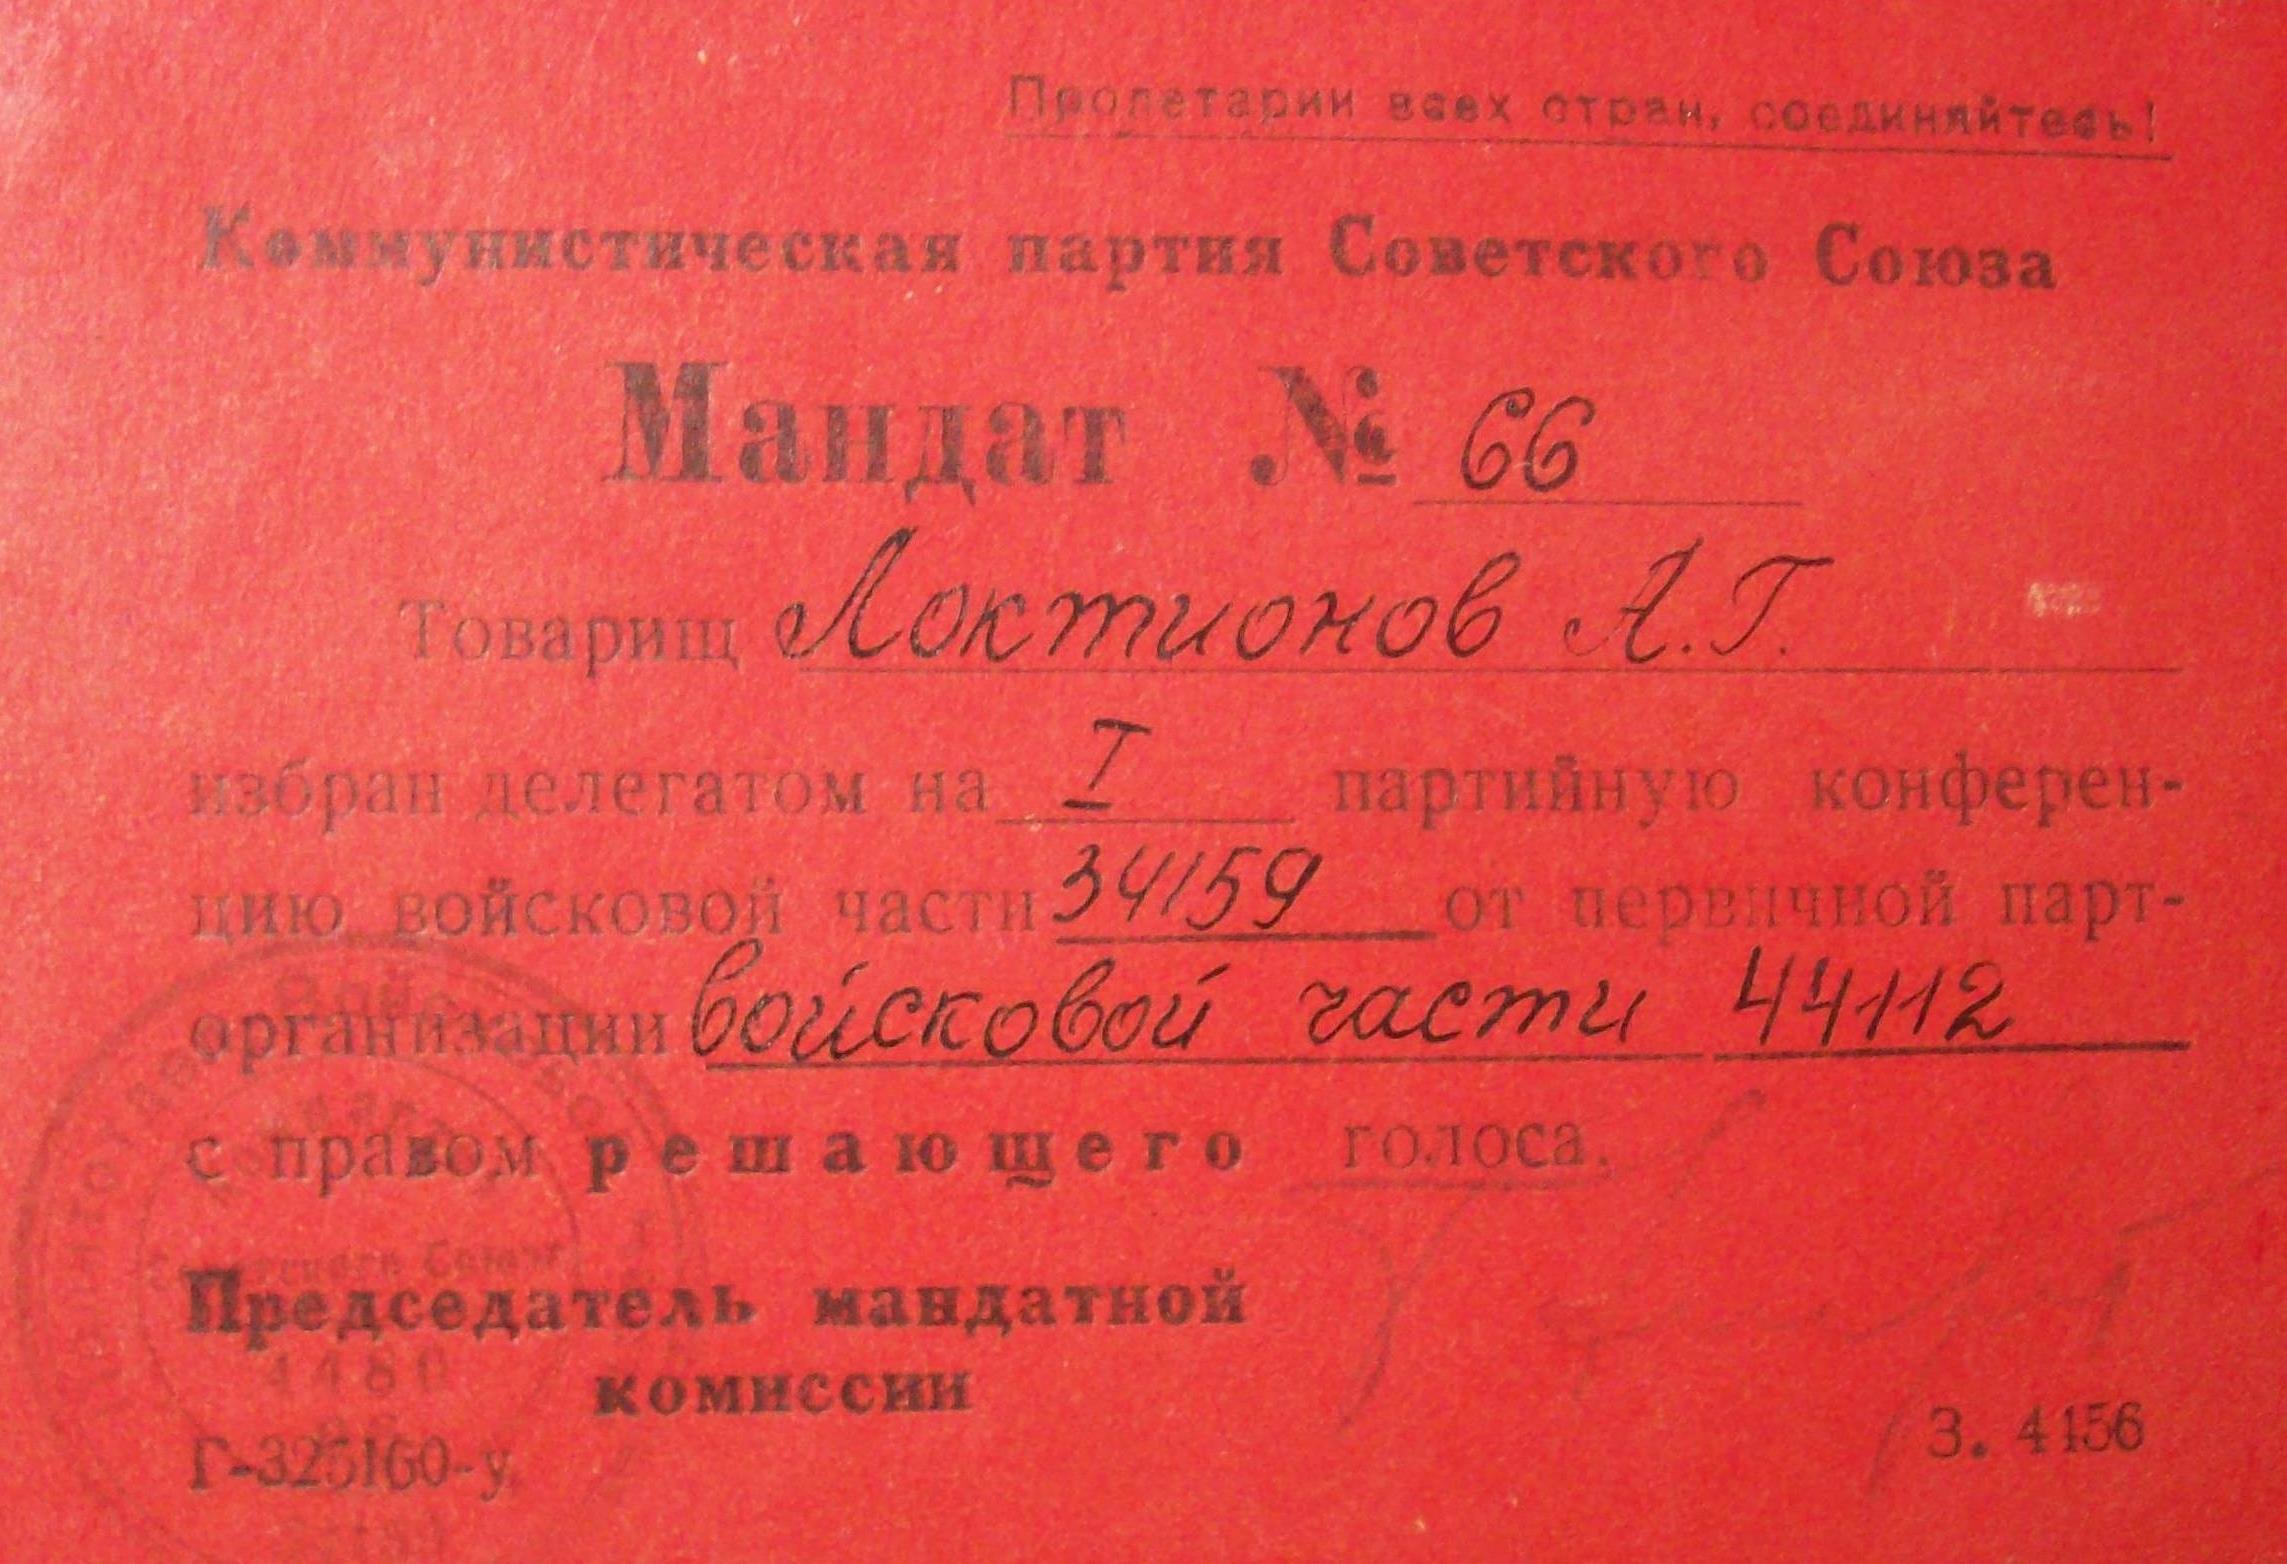 Пролетарии всех стран, соединяйтесь!
Коммунистическая партия Советского Союза
Мандат № 66
Товарищ Локтионов А.Г.
избран делегатом на I партийную конферен-
цию войсковой части 34159 от первичной парт-
организации войсковой части 44112
с правом решающего голоса.
Председатель мандатной
комиссии
Г-325160-у
З. 4156